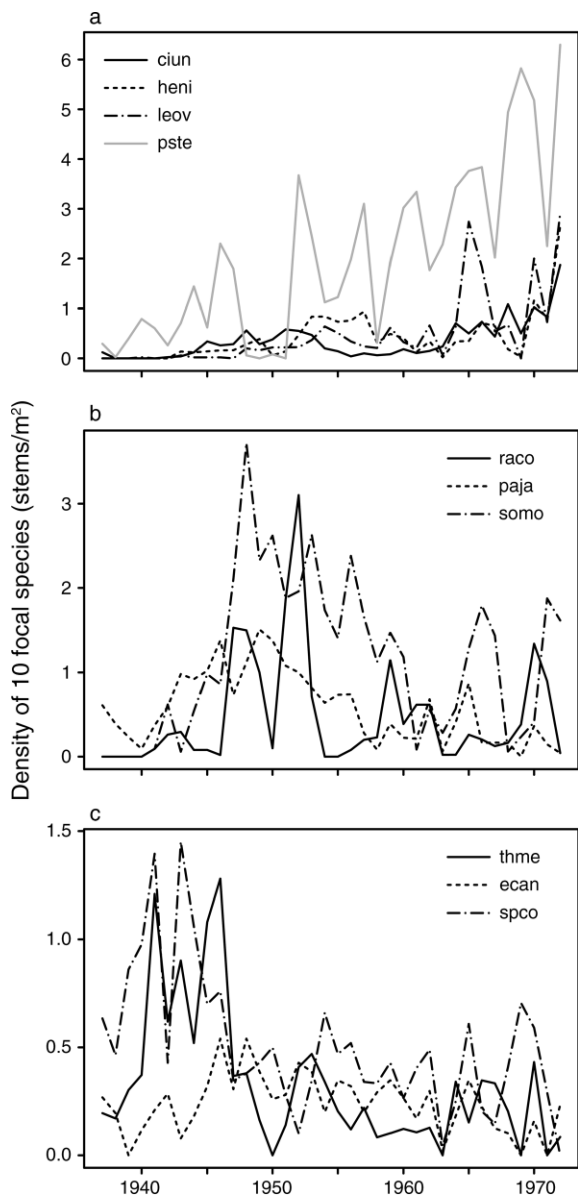 a
6
5
4
3
2
1
0
ciun
heni
leov
pste
Density of 10 focal species (stems/m²)
b
3
2
1
0
raco
paja
somo
c
1.5
1.0
0.5
0.0
thme
ecan
spco
1940 1950 1960 1970